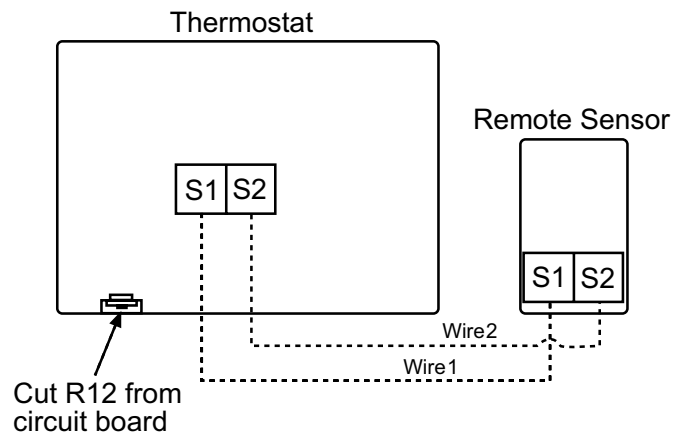 Thermostat
Remote Sensor
S1 S2
S1 S2
Wire2
Wire1
Cut R12 from
circuit board